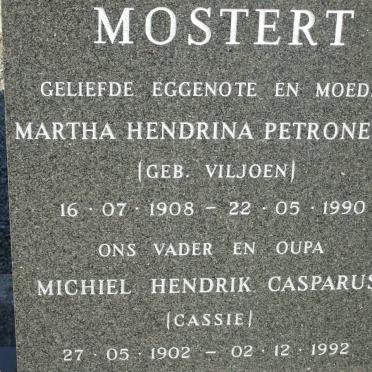 MOSTERT
GELIEFDE EGGENOTE EN MOED
MARTHA HENDRINA PETRONE
(GEB. VILJOEN)
16 · 07 · 1908 – 22 · 05 · 1990
ONS VADER EN OUPA
MICHIEL HENDRIK CASPARUS
(CASSIE)
27 · 05 · 1902 – 02 · 12 · 1992